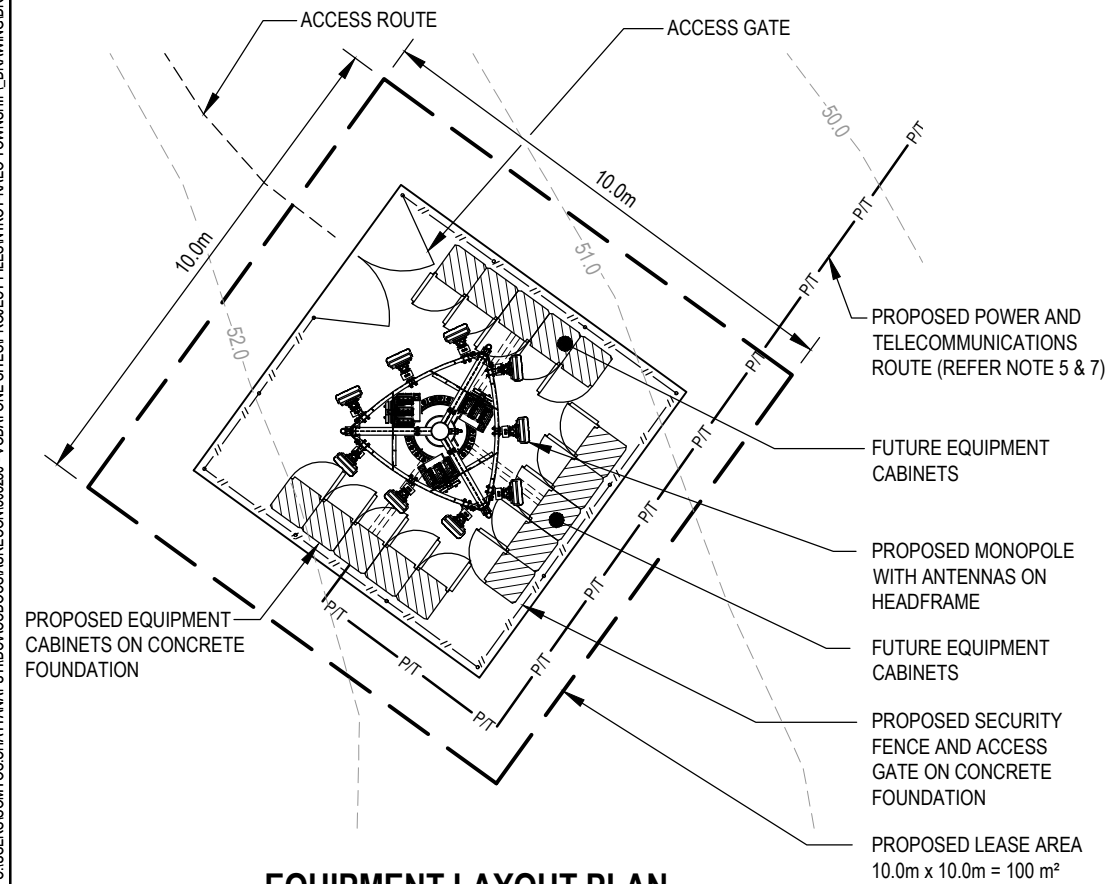 ACCESS ROUTE
ACCESS GATE
10.0m
10.0m
50.0
51.0
52.0
P/T
P/T
P/T
P/T
P/T
P/T
P/T
P/T
P/T
P/T
P/T
P/T
PROPOSED POWER AND
TELECOMMUNICATIONS
ROUTE (REFER NOTE 5 & 7)
FUTURE EQUIPMENT
CABINETS
PROPOSED MONOPOLE
WITH ANTENNAS ON
HEADFRAME
FUTURE EQUIPMENT
CABINETS
PROPOSED EQUIPMENT
CABINETS ON CONCRETE
FOUNDATION
PROPOSED SECURITY
FENCE AND ACCESS
GATE ON CONCRETE
FOUNDATION
PROPOSED LEASE AREA
10.0m x 10.0m = 100 m²
EQUIPMENT LAYOUT PLAN